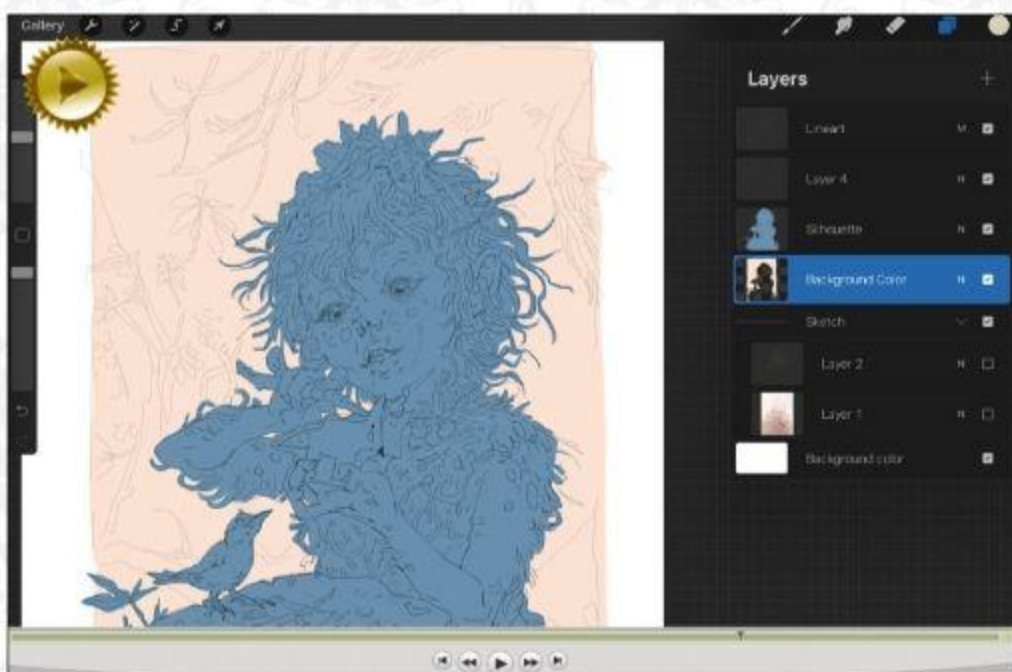 Gallery
Layers
Lineart M
Layer 4 N
Silhouette N
Background Color N
Sketch
Layer 2 N
Layer 1 N
Background color